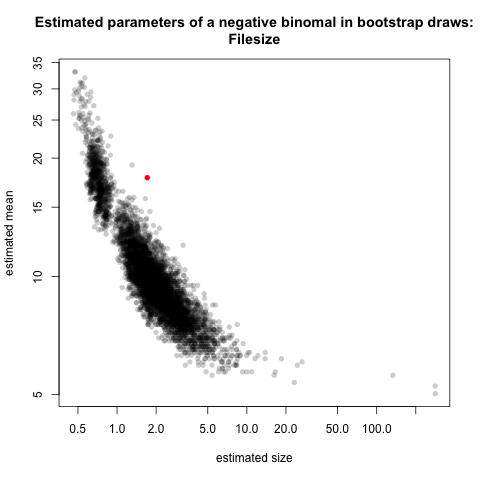 Estimated parameters of a negative binomal in bootstrap draws:
Filesize
35
30
25
20
15
10
5
estimated mean
0.5 1.0 2.0 5.0 10.0 20.0 50.0 100.0
estimated size